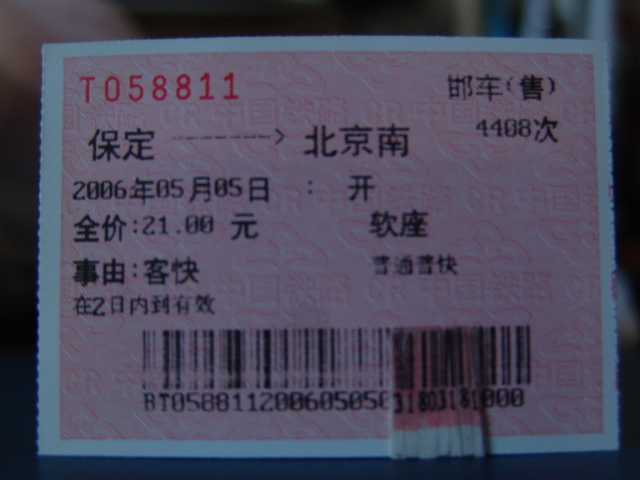 T058811 邯车(售)
保定 ------> 北京南 4408次
2006年05月05日 : 开
全价:21.00 元 软座
事由:客快 普通普快
在2日内到有效